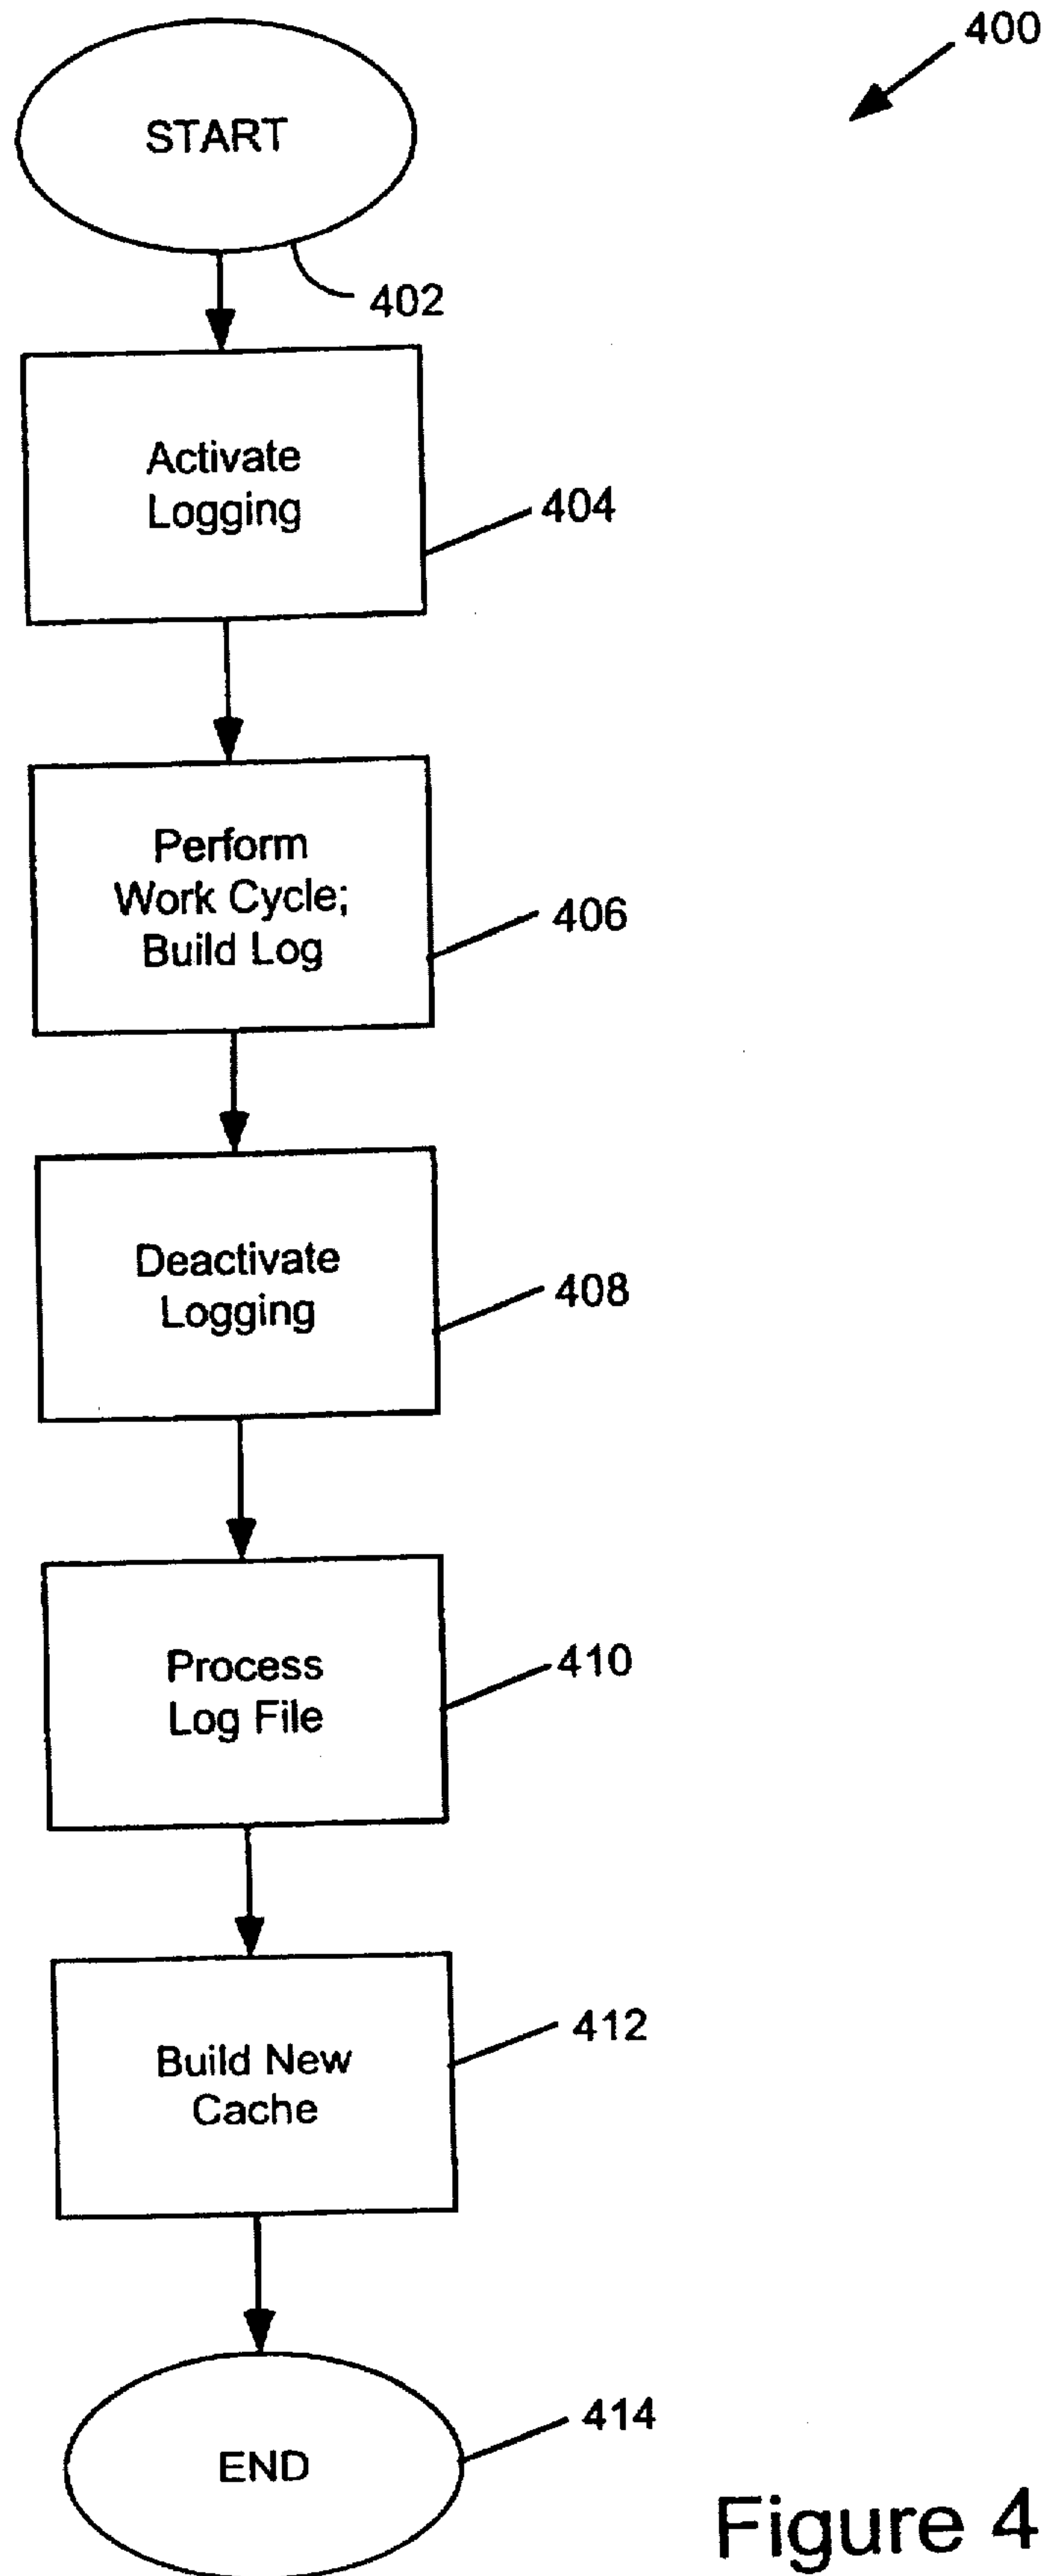 400
START
402
Activate
Logging
404
Perform
Work Cycle;
Build Log
406
Deactivate
Logging
408
Process
Log File
410
Build New
Cache
412
END
414
Figure 4